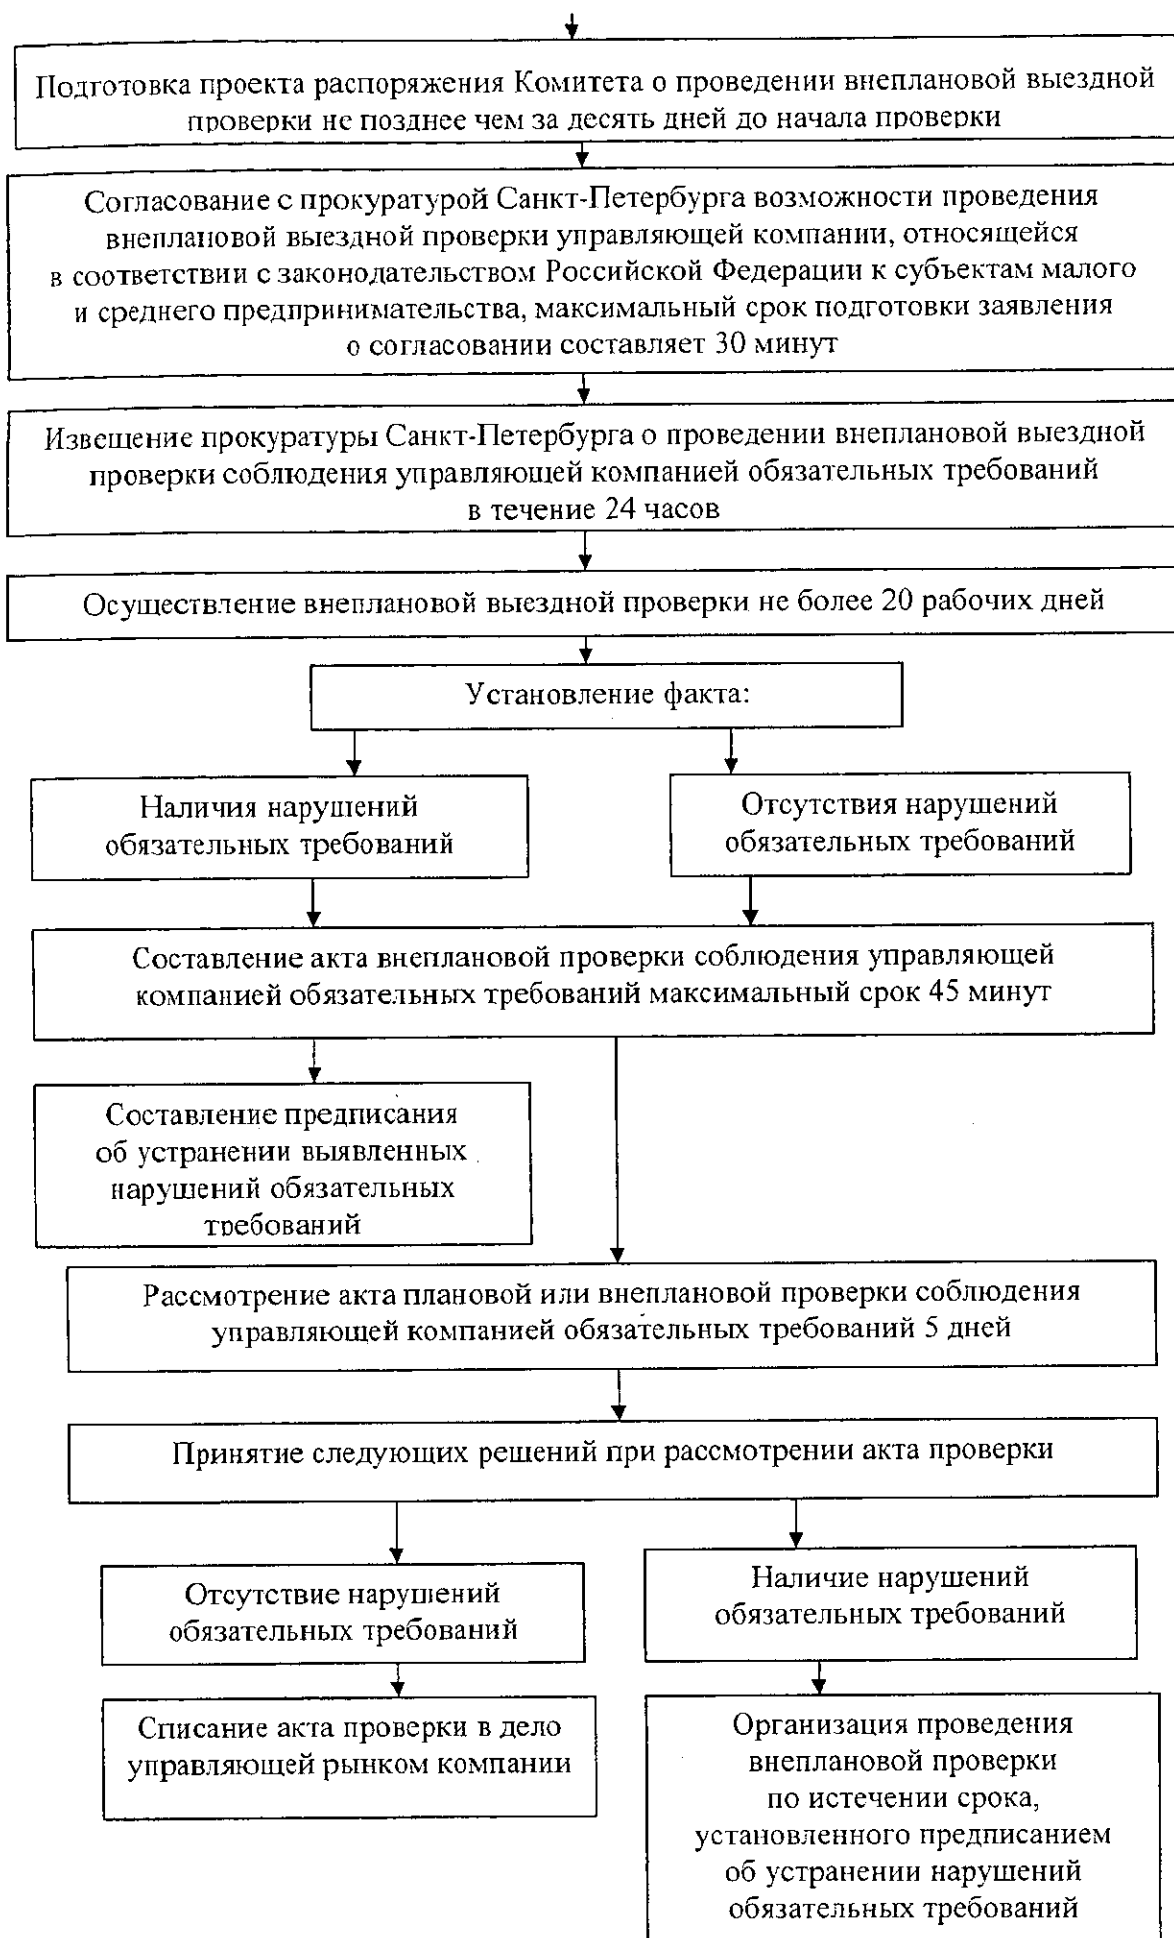 Подготовка проекта распоряжения Комитета о проведении внеплановой выездной
проверки не позднее чем за десять дней до начала проверки
Согласование с прокуратурой Санкт-Петербурга возможности проведения
внеплановой выездной проверки управляющей компании, относящейся
в соответствии с законодательством Российской Федерации к субъектам малого
и среднего предпринимательства, максимальный срок подготовки заявления
о согласовании составляет 30 минут
Извещение прокуратуры Санкт-Петербурга о проведении внеплановой выездной
проверки соблюдения управляющей компанией обязательных требований
в течение 24 часов
Осуществление внеплановой выездной проверки не более 20 рабочих дней
Установление факта:
Наличия нарушений
обязательных требований
Отсутствия нарушений
обязательных требований
Составление акта внеплановой проверки соблюдения управляющей
компанией обязательных требований максимальный срок 45 минут
Составление предписания
об устранении выявленных
нарушений обязательных
требований
Рассмотрение акта плановой или внеплановой проверки соблюдения
управляющей компанией обязательных требований 5 дней
Принятие следующих решений при рассмотрении акта проверки
Отсутствие нарушений
обязательных требований
Наличие нарушений
обязательных требований
Списание акта проверки в дело
управляющей рынком компании
Организация проведения
внеплановой проверки
по истечении срока,
установленного предписанием
об устранении нарушений
обязательных требований